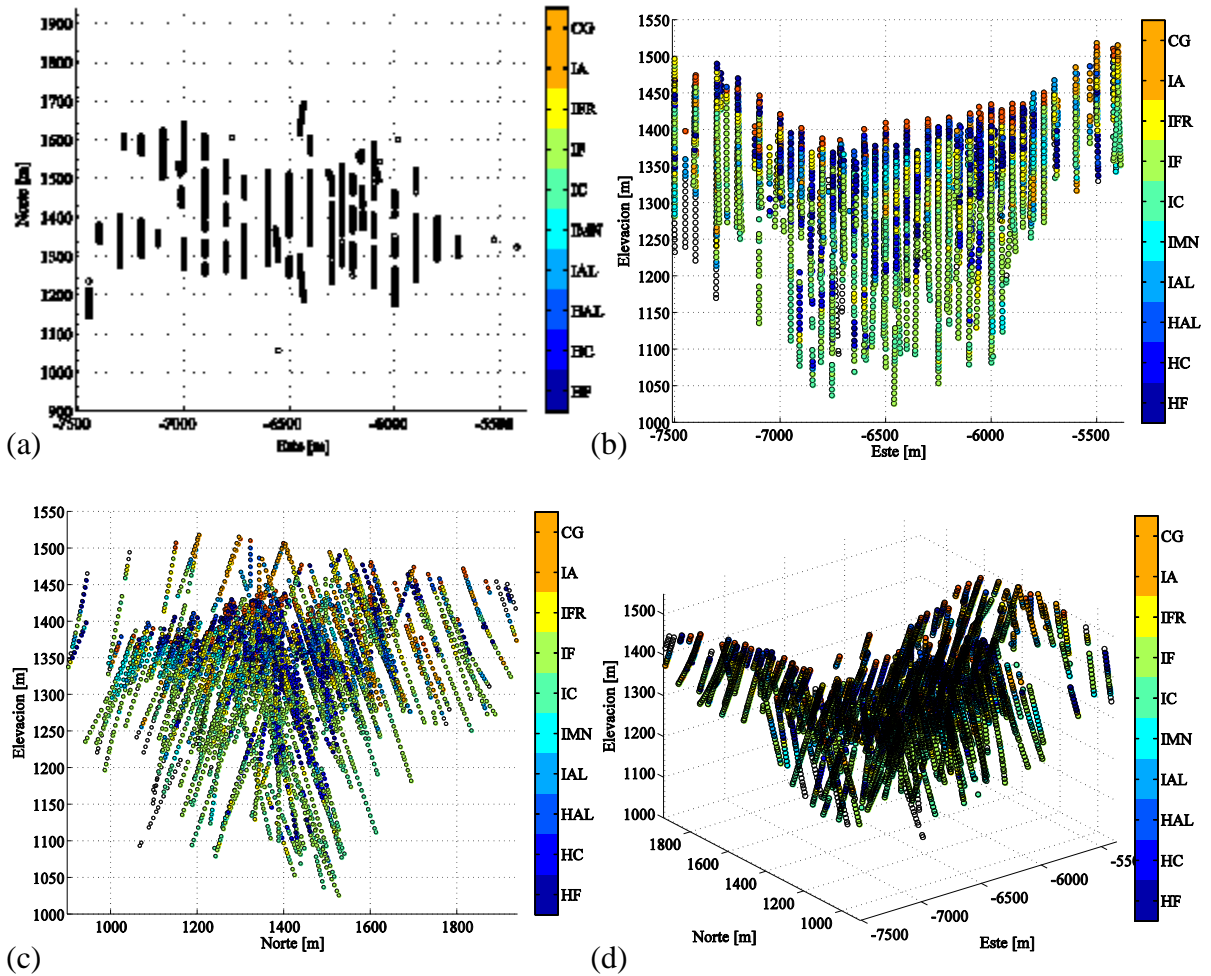 1900
1800
1700
1600
1500
1400
1300
1200
1100
1000
900
Norte [m]
-7500 -7000 -6500 -6000 -5500
Este [m]
CG
IA
IFR
IF
IC
IMN
IAL
HAL
HC
HF
(a)
1550
1500
1450
1400
1350
1300
1250
1200
1150
1100
1050
1000
Elevacion [m]
-7500 -7000 -6500 -6000 -5500
Este [m]
CG
IA
IFR
IF
IC
IMN
IAL
HAL
HC
HF
(b)
1550
1500
1450
1400
1350
1300
1250
1200
1150
1100
1050
1000
Elevacion [m]
1000 1200 1400 1600 1800
Norte [m]
CG
IA
IFR
IF
IC
IMN
IAL
HAL
HC
HF
(c)
1500
1400
1300
1200
1100
1000
Elevacion [m]
1800
1600
1400
1200
1000
Norte [m]
-7500
-7000
-6500
-6000
Este [m]
CG
IA
IFR
IF
IC
IMN
IAL
HAL
HC
HF
(d)